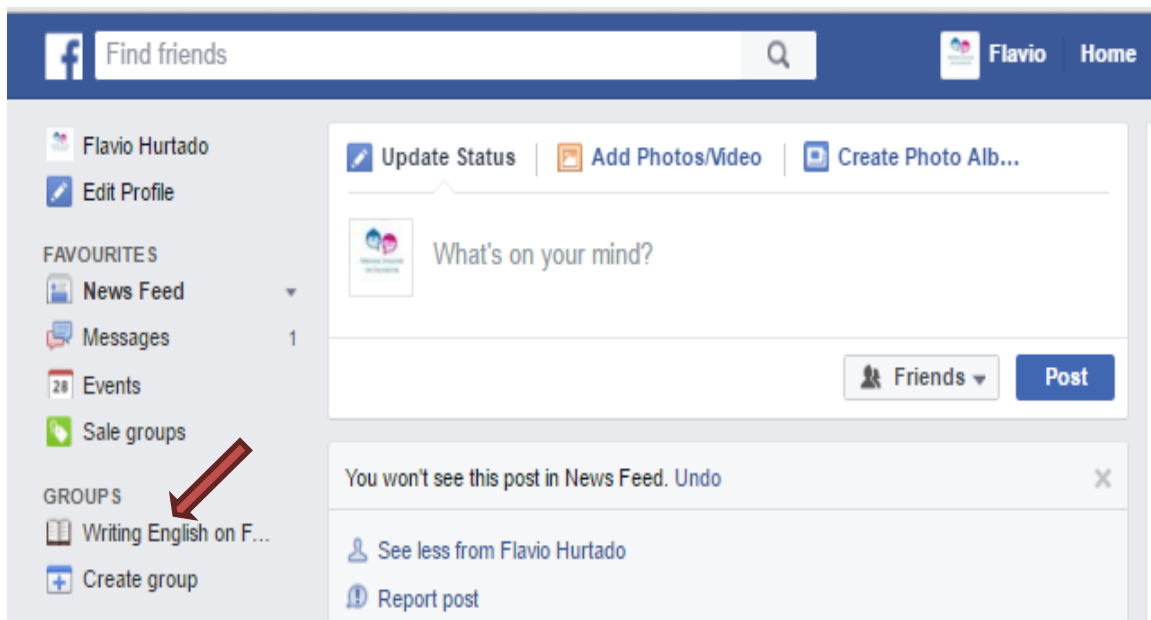 f Find friends Flavio Home
Flavio Hurtado
Edit Profile
FAVOURITES
News Feed
Messages 1
28 Events
Sale groups
GROUPS
Writing English on F...
Create group
Update Status Add Photos/Video Create Photo Alb...
What's on your mind?
Friends Post
You won't see this post in News Feed. Undo
See less from Flavio Hurtado
Report post